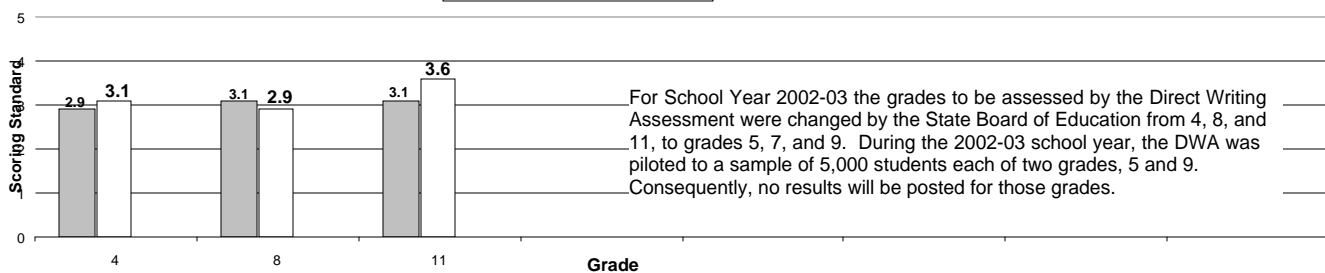 5
4
3
2
1
0
Scoring Standard
2.9
3.1
3.1
2.9
3.1
3.6
4
8
11
Grade
For School Year 2002-03 the grades to be assessed by the Direct Writing
Assessment were changed by the State Board of Education from 4, 8, and
11, to grades 5, 7, and 9. During the 2002-03 school year, the DWA was
piloted to a sample of 5,000 students each of two grades, 5 and 9.
Consequently, no results will be posted for those grades.